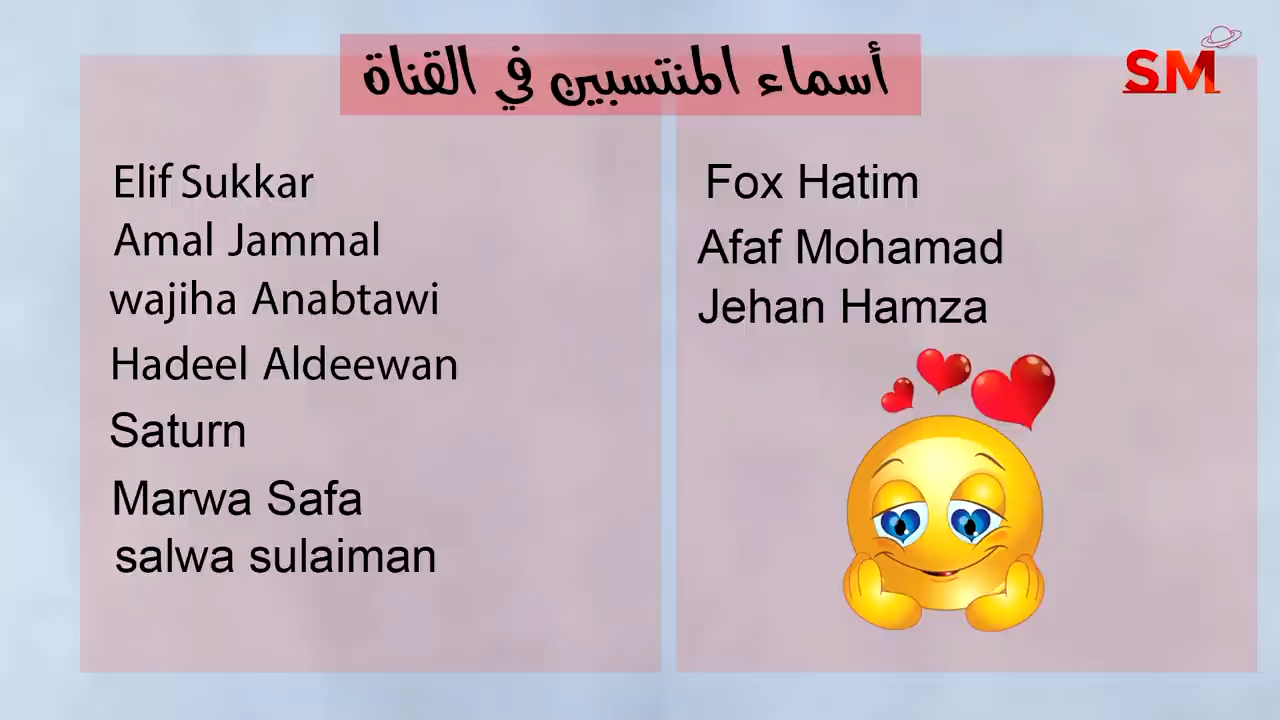 أسماء المنتسبين في القناة
SM
Elif Sukkar
Amal Jammal
wajiha Anabtawi
Hadeel Aldeewan
Saturn
Marwa Safa
salwa sulaiman
Fox Hatim
Afaf Mohamad
Jehan Hamza